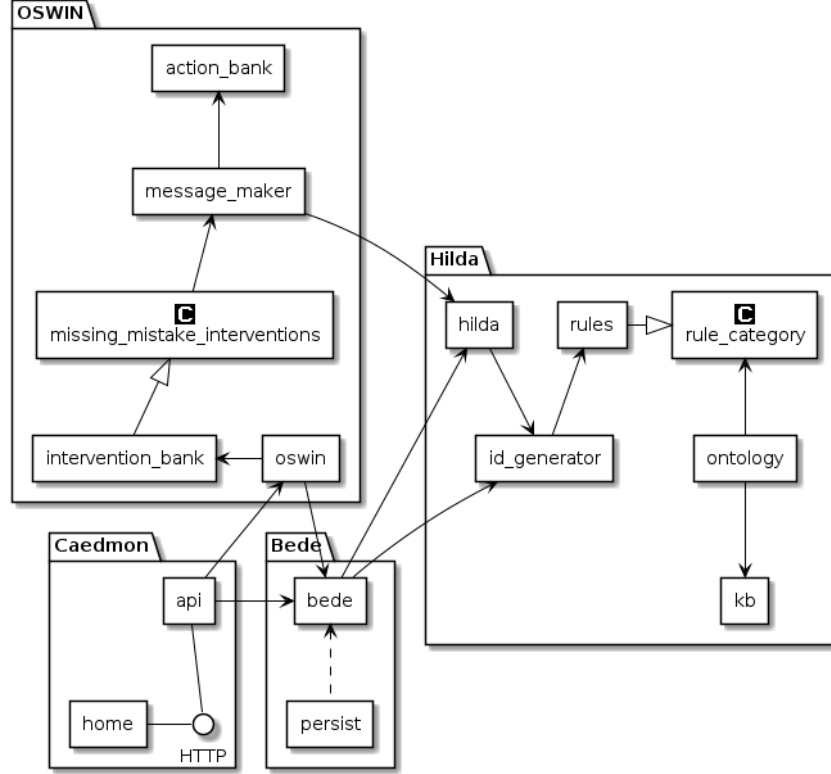 OSWIN
action_bank
message_maker
C
missing_mistake_interventions
intervention_bank
oswin
Hilda
hilda
rules
C
rule_category
id_generator
ontology
kb
Caedmon
api
home
HTTP
Bede
bede
persist